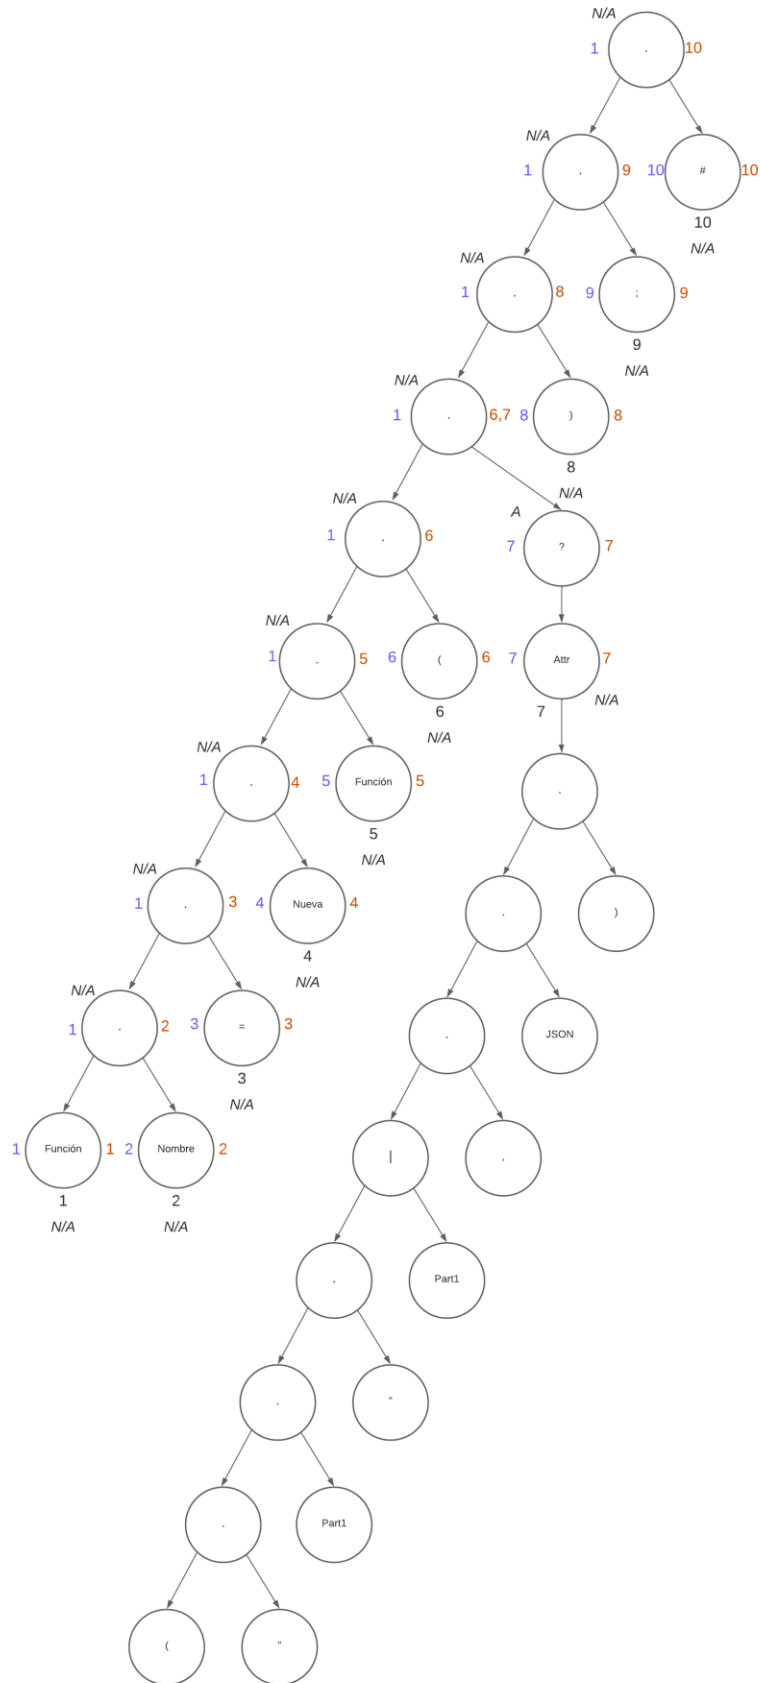 N/A
1 . 10
N/A
1 . 9 10 # 10
10
N/A
N/A
1 . 8 9 ; 9
9
N/A
N/A
1 . 6,7 8 ) 8
8
N/A
N/A
1 . 6
A
7 ? 7
N/A
1 . 5 6 ( 6 7 Attr 7
6
N/A
7 N/A
N/A
1 . 4 5 Función 5
5
N/A
.
N/A
1 . 3 4 Nueva 4
4
N/A
. )
N/A
1 . 2 3 = 3
3
N/A
. JSON
1 Función 1 2 Nombre 2
1 2
N/A N/A
| ,
. Part1
. "
. Part1
( "